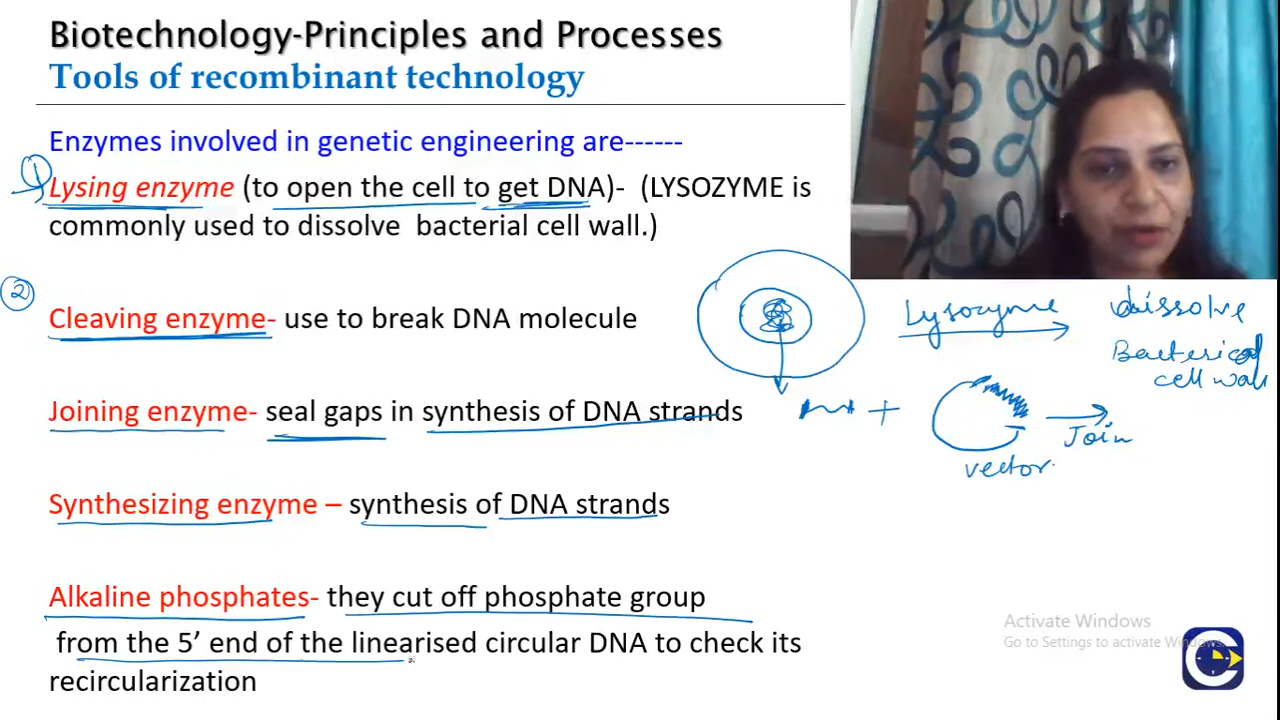 Biotechnology-Principles and Processes
Tools of recombinant technology
Enzymes involved in genetic engineering are------
1
Lysing enzyme (to open the cell to get DNA)- (LYSOZYME is
commonly used to dissolve bacterial cell wall.)
2
Cleaving enzyme- use to break DNA molecule
Lysozyme
dissolve
Bacterical
cell wall
Joining enzyme- seal gaps in synthesis of DNA strands
+
Join
vector.
Synthesizing enzyme – synthesis of DNA strands
Alkaline phosphates- they cut off phosphate group
from the 5’ end of the linearised circular DNA to check its
recircularization
Activate Windows
Go to Settings to activate Windows.